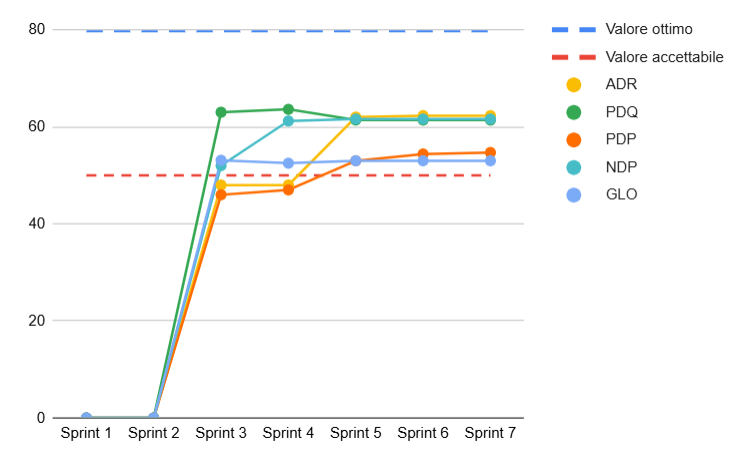 80
60
40
20
0
Sprint 1 Sprint 2 Sprint 3 Sprint 4 Sprint 5 Sprint 6 Sprint 7
Valore ottimo
Valore accettabile
ADR
PDQ
PDP
NDP
GLO